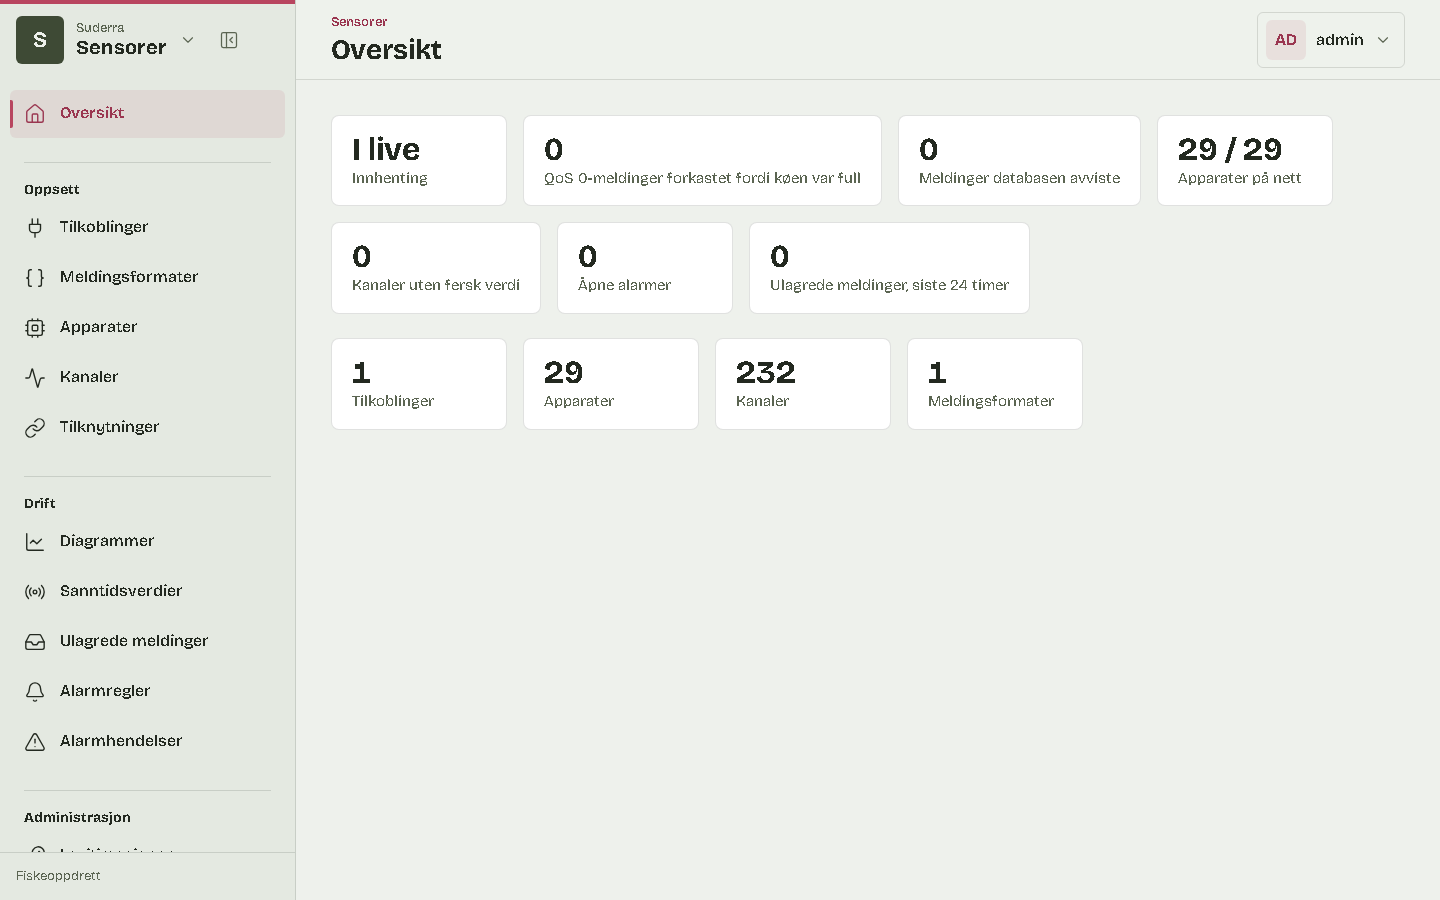 S
Suderra
Sensorer
Oversikt
Oppsett
Tilkoblinger
Meldingsformater
Apparater
Kanaler
Tilknytninger
Drift
Diagrammer
Sanntidsverdier
Ulagrede meldinger
Alarmregler
Alarmhendelser
Administrasjon
Fiskeoppdrett
Sensorer
Oversikt
AD
admin
I live
Innhenting
0
QoS 0-meldinger forkastet fordi køen var full
0
Meldinger databasen avviste
29 / 29
Apparater på nett
0
Kanaler uten fersk verdi
0
Åpne alarmer
0
Ulagrede meldinger, siste 24 timer
1
Tilkoblinger
29
Apparater
232
Kanaler
1
Meldingsformater